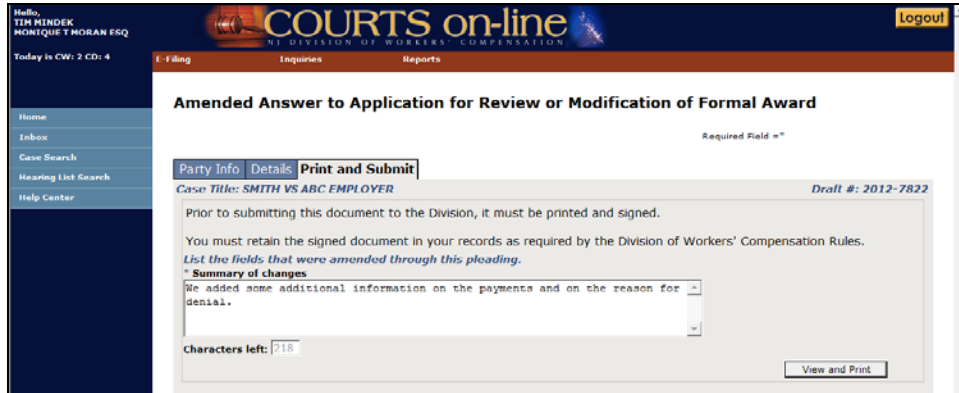 Hello,
TIM MINDEK
MONIQUE T MORAN ESQ
COURTS on-line
NJ DIVISION OF WORKERS' COMPENSATION
Logout
Today is CW: 2 CD: 4
E-Filing Inquiries Reports
Amended Answer to Application for Review or Modification of Formal Award
Required Field =*
Home
Inbox
Case Search
Hearing List Search
Help Center
Party Info Details Print and Submit
Case Title: SMITH VS ABC EMPLOYER Draft #: 2012-7822
Prior to submitting this document to the Division, it must be printed and signed.
You must retain the signed document in your records as required by the Division of Workers' Compensation Rules.
List the fields that were amended through this pleading.
* Summary of changes
We added some additional information on the payments and on the reason for
denial.
Characters left: 218
View and Print